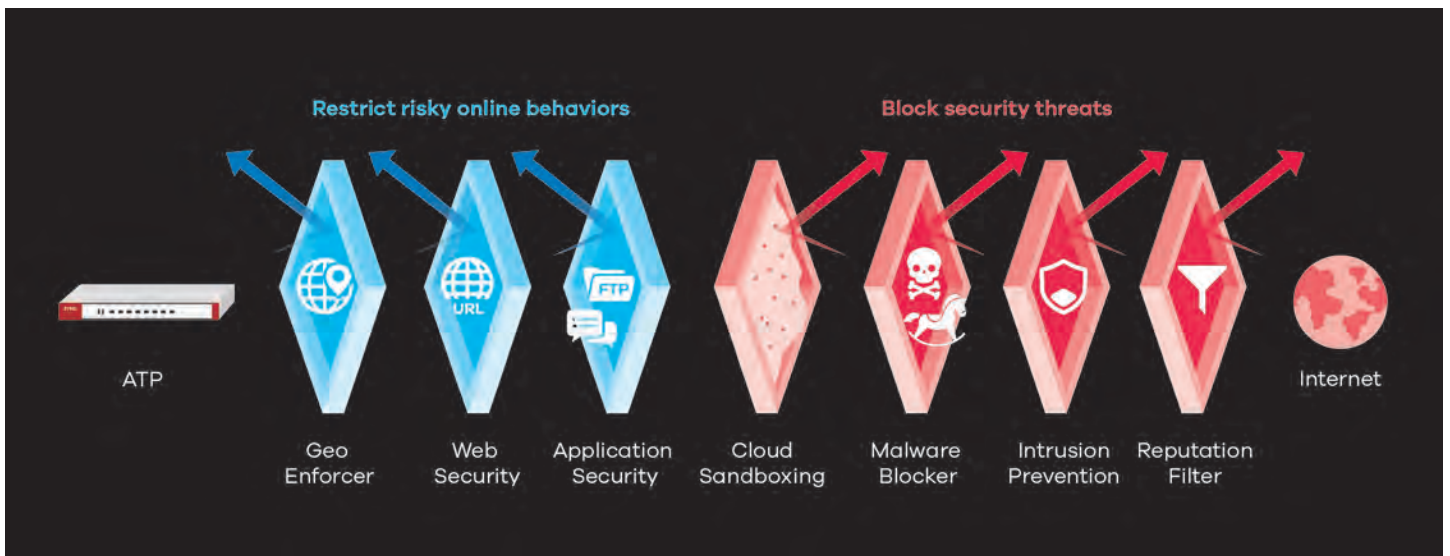 Restrict risky online behaviors
Block security threats
URL
FTP
ATP
Internet
Geo
Enforcer
Web
Security
Application
Security
Cloud
Sandboxing
Malware
Blocker
Intrusion
Prevention
Reputation
Filter